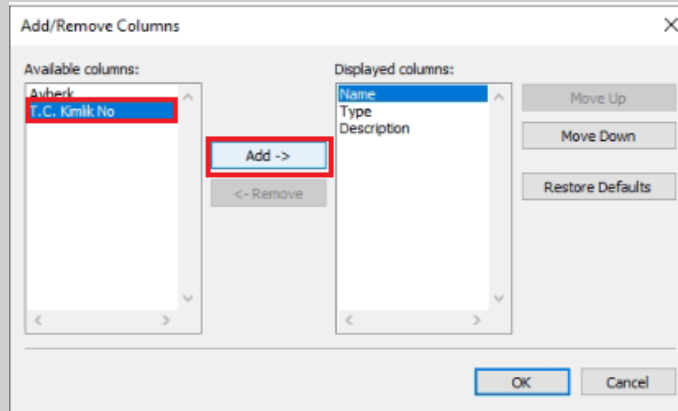 Add/Remove Columns
Available columns:
Ayberk
T.C. Kimlik No
Add ->
<- Remove
Displayed columns:
Name
Type
Description
Move Up
Move Down
Restore Defaults
OK
Cancel